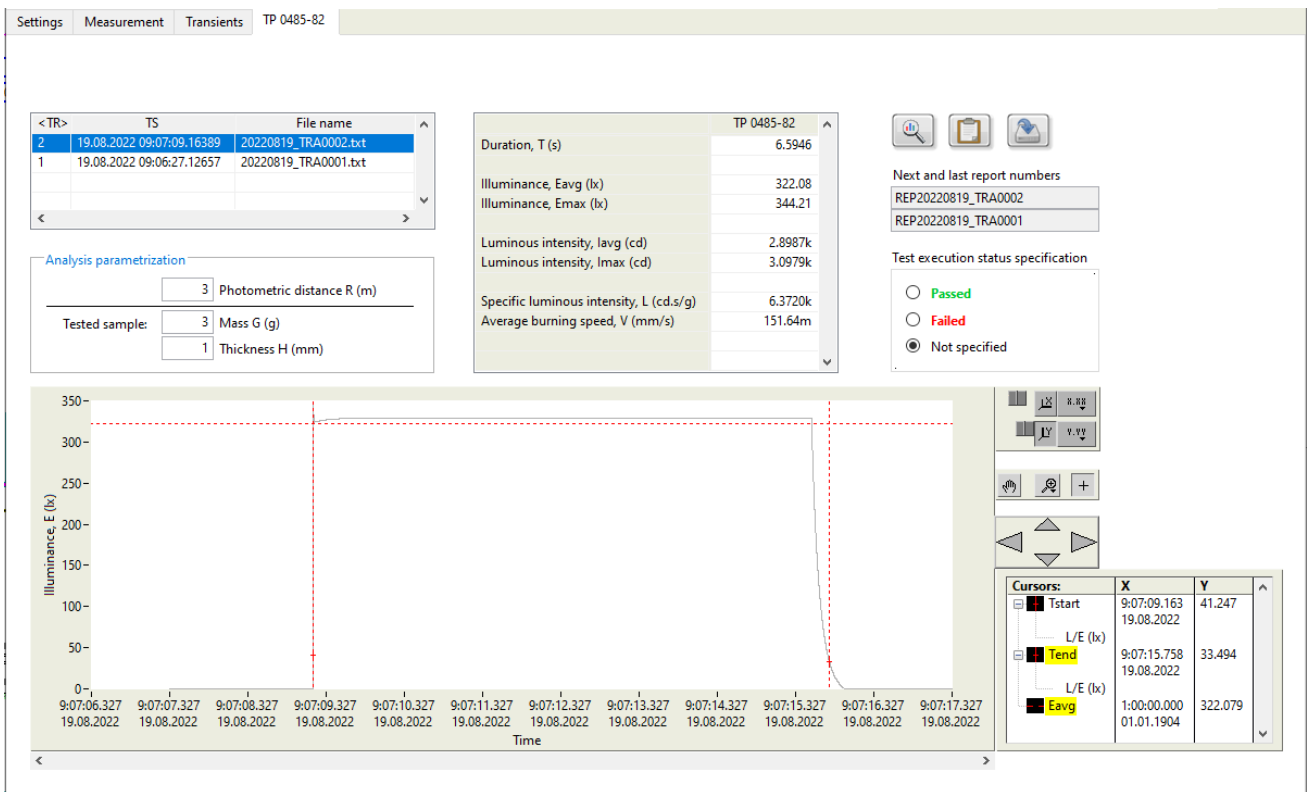 Settings Measurement Transients TP 0485-82
<TR> TS File name
2 19.08.2022 09:07:09.16389 20220819_TRA0002.txt
1 19.08.2022 09:06:27.12657 20220819_TRA0001.txt
Analysis parametrization
3 Photometric distance R (m)
Tested sample: 3 Mass G (g)
1 Thickness H (mm)
TP 0485-82
Duration, T (s) 6.5946
Illuminance, Eavg (lx) 322.08
Illuminance, Emax (lx) 344.21
Luminous intensity, Iavg (cd) 2.8987k
Luminous intensity, Imax (cd) 3.0979k
Specific luminous intensity, L (cd.s/g) 6.3720k
Average burning speed, V (mm/s) 151.64m
Next and last report numbers
REP20220819_TRA0002
REP20220819_TRA0001
Test execution status specification
Passed
Failed
Not specified
Illuminance, E (lx)
350
300
250
200
150
100
50
0
9:07:06.327 9:07:07.327 9:07:08.327 9:07:09.327 9:07:10.327 9:07:11.327 9:07:12.327 9:07:13.327 9:07:14.327 9:07:15.327 9:07:16.327 9:07:17.327
19.08.2022 19.08.2022 19.08.2022 19.08.2022 19.08.2022 19.08.2022 19.08.2022 19.08.2022 19.08.2022 19.08.2022 19.08.2022 19.08.2022
Time
X X.XX
Y Y.YY
Cursors: X Y
Tstart 9:07:09.163 41.247
19.08.2022
L/E (lx)
Tend 9:07:15.758 33.494
19.08.2022
L/E (lx)
Eavg 1:00:00.000 322.079
01.01.1904